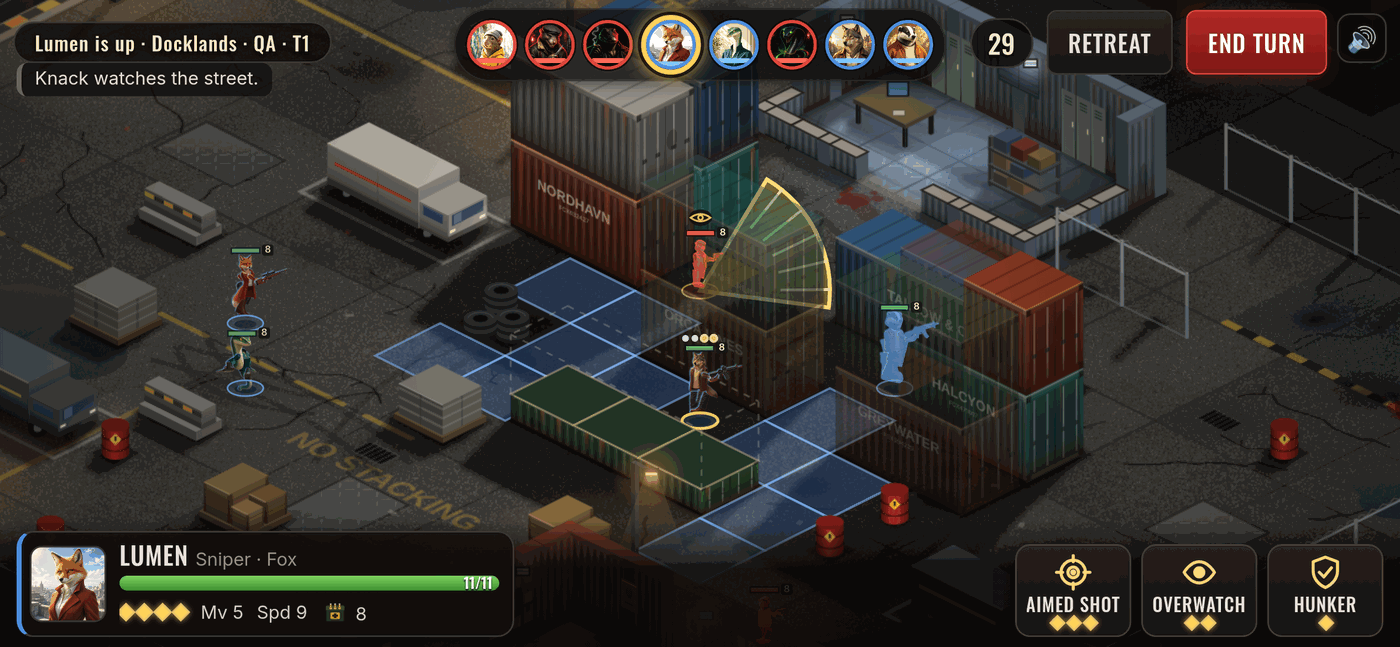 Lumen is up · Docklands · QA · T1
Knack watches the street.
29
RETREAT
END TURN
NORDHAVN
8
8
8
8
8
HALCYON
GREYWATER
NO STACKING
LUMEN Sniper · Fox
11/11
Mv 5 Spd 9 8
AIMED SHOT
OVERWATCH
HUNKER
8